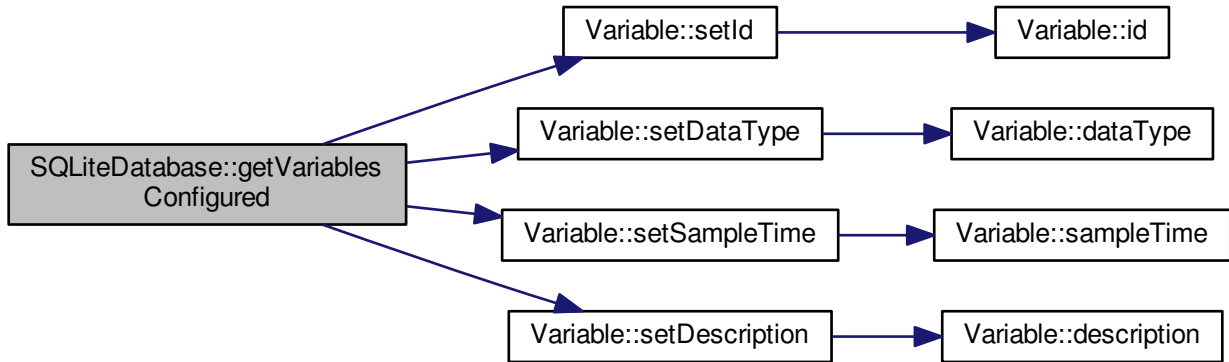 Variable::setId
Variable::id
Variable::setDataType
Variable::dataType
SQLiteDatabase::getVariables
Configured
Variable::setSampleTime
Variable::sampleTime
Variable::setDescription
Variable::description